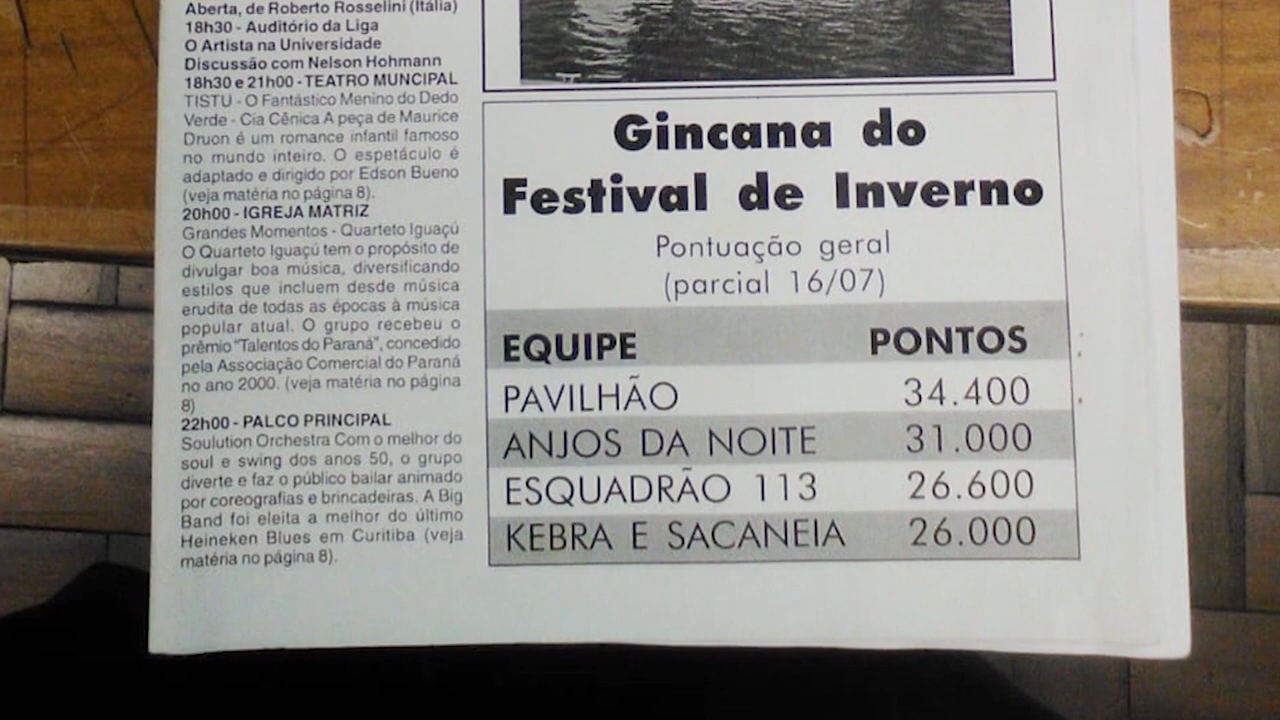 Aberta, de Roberto Rosselini (Itália)
18h30 - Auditório da Liga
O Artista na Universidade
Discussão com Nelson Hohmann
18h30 e 21h00 - TEATRO MUNCIPAL
TISTU - O Fantástico Menino do Dedo
Verde - Cia Cênica A peça de Maurice
Druon é um romance infantil famoso
no mundo inteiro. O espetáculo é
adaptado e dirigido por Edson Bueno
(veja matéria no página 8).
20h00 - IGREJA MATRIZ
Grandes Momentos - Quarteto Iguaçú
O Quarteto Iguaçú tem o propósito de
divulgar boa música, diversificando
estilos que incluem desde música
erudita de todas as épocas à música
popular atual. O grupo recebeu o
prêmio "Talentos do Paraná", concedido
pela Associação Comercial do Paraná
no ano 2000. (veja matéria no página
8)
22h00 - PALCO PRINCIPAL
Soulution Orchestra Com o melhor do
soul e swing dos anos 50, o grupo
diverte e faz o público bailar animado
por coreografias e brincadeiras. A Big
Band foi eleita a melhor do último
Heineken Blues em Curitiba (veja
matéria no página 8).
Gincana do
Festival de Inverno
Pontuação geral
(parcial 16/07)
EQUIPE PONTOS
PAVILHÃO 34.400
ANJOS DA NOITE 31.000
ESQUADRÃO 113 26.600
KEBRA E SACANEIA 26.000